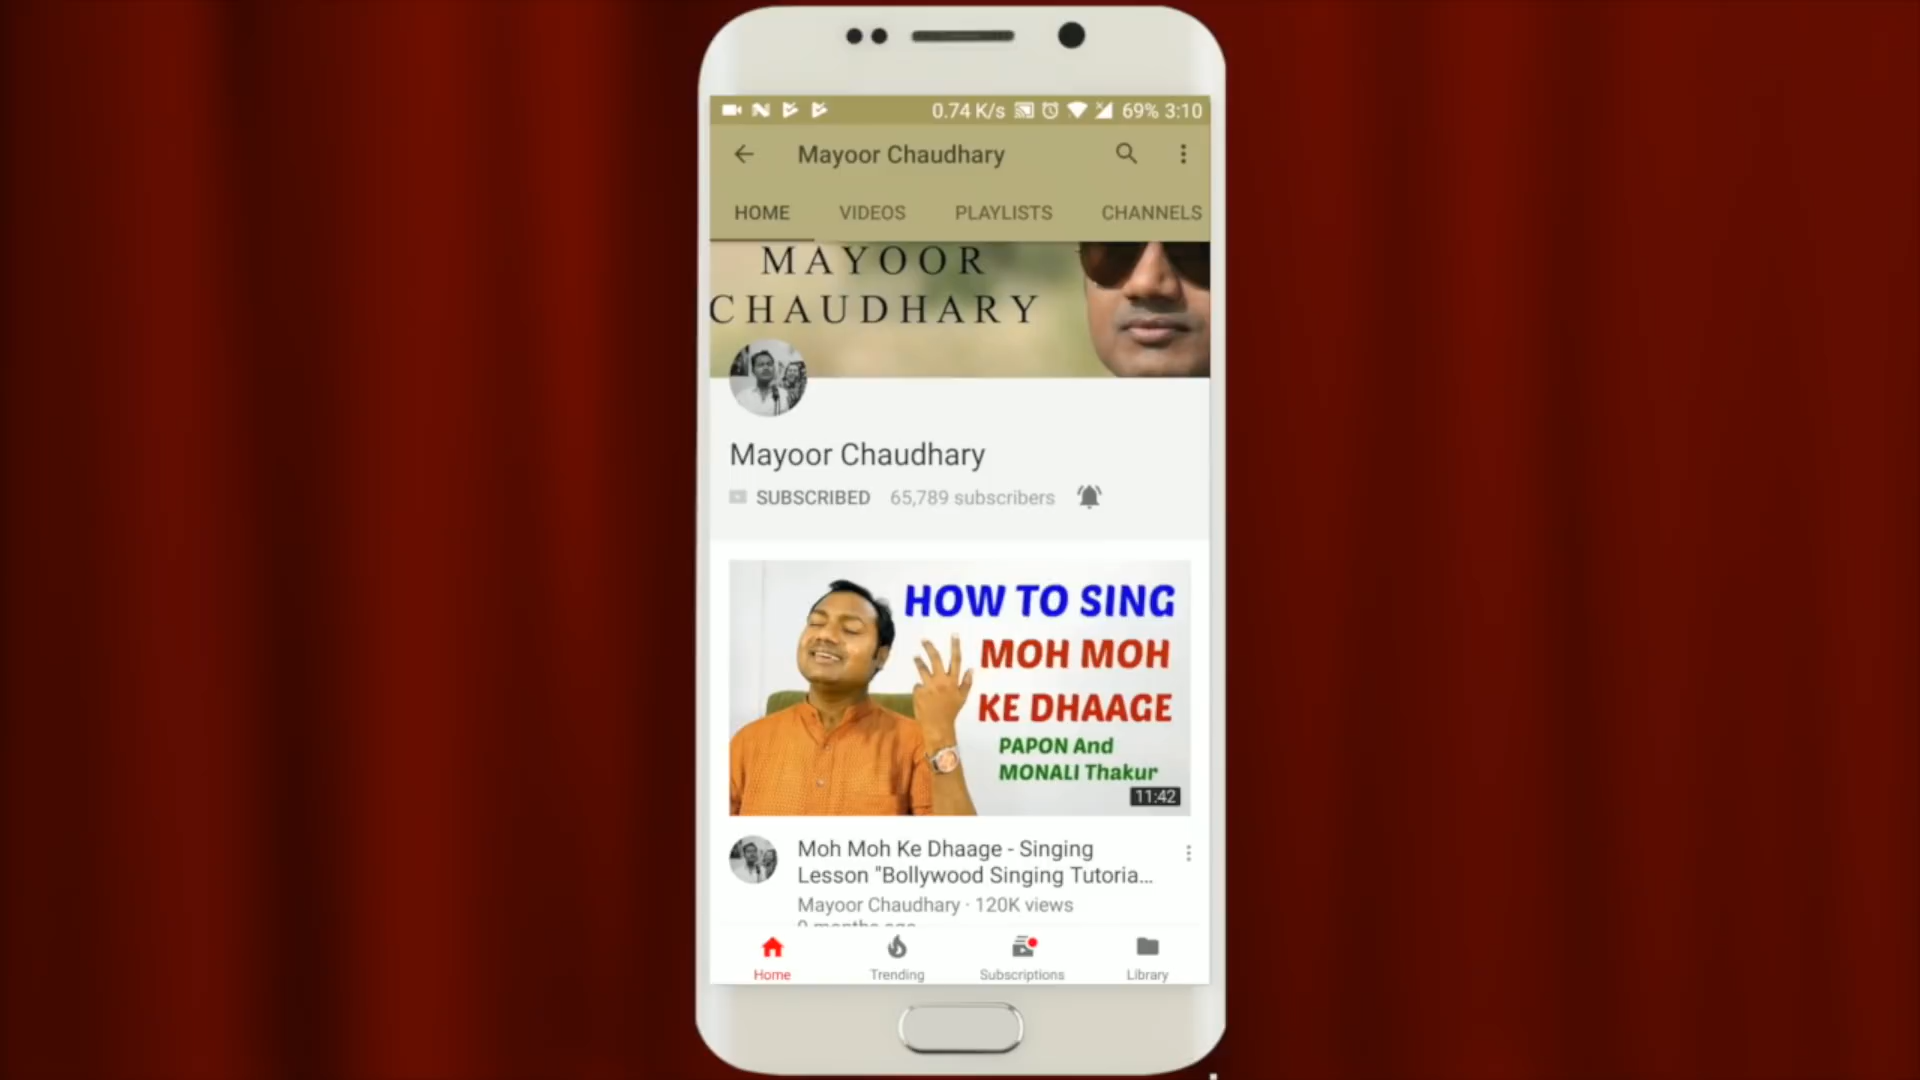 0.74 K/s 69% 3:10
Mayoor Chaudhary
HOME VIDEOS PLAYLISTS CHANNELS
MAYOOR
CHAUDHARY
Mayoor Chaudhary
SUBSCRIBED 65,789 subscribers
HOW TO SING
MOH MOH
KE DHAAGE
PAPON And
MONALI Thakur
11:42
Moh Moh Ke Dhaage - Singing
Lesson "Bollywood Singing Tutoria...
Mayoor Chaudhary · 120K views
months ago
Home Trending Subscriptions Library